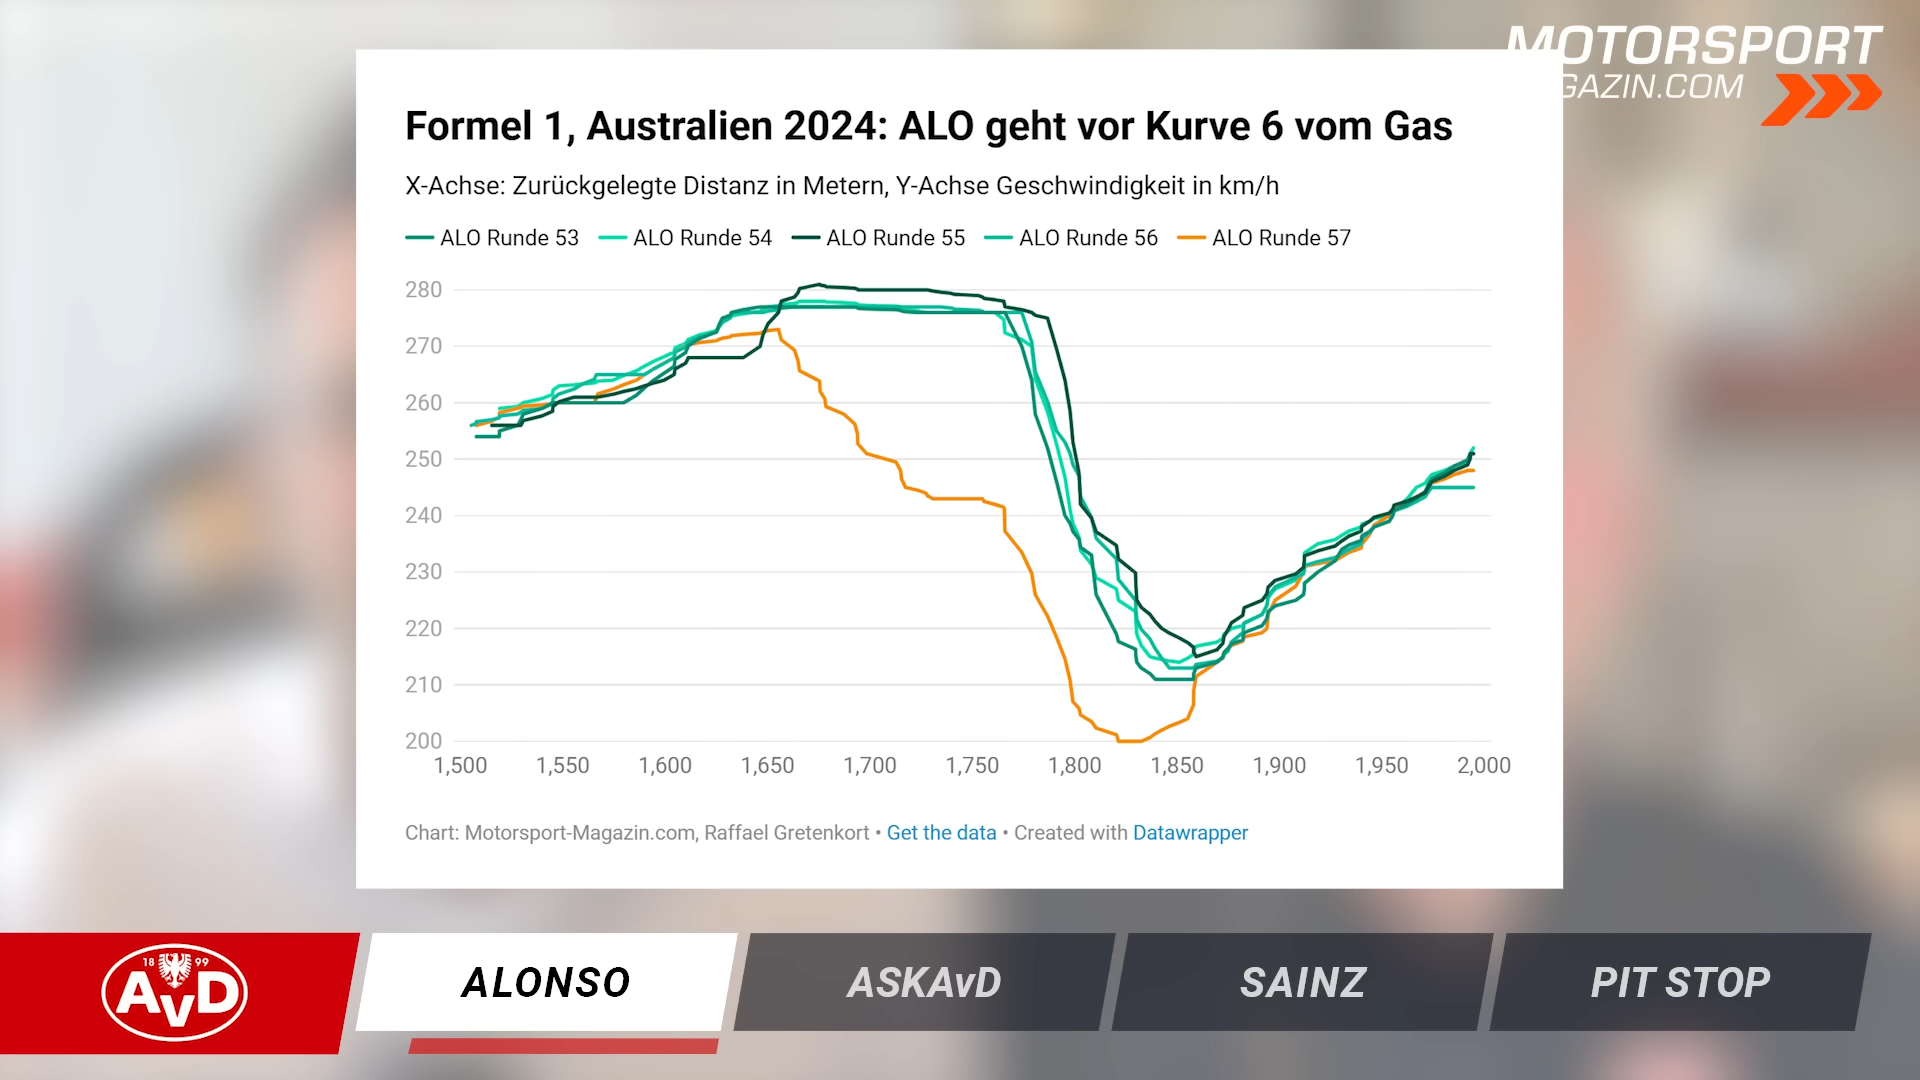 MOTORSPORT
GAZIN.COM
Formel 1, Australien 2024: ALO geht vor Kurve 6 vom Gas
X-Achse: Zurückgelegte Distanz in Metern, Y-Achse Geschwindigkeit in km/h
ALO Runde 53 ALO Runde 54 ALO Runde 55 ALO Runde 56 ALO Runde 57
280
270
260
250
240
230
220
210
200
1,500 1,550 1,600 1,650 1,700 1,750 1,800 1,850 1,900 1,950 2,000
Chart: Motorsport-Magazin.com, Raffael Gretenkort • Get the data • Created with Datawrapper
18 99
AvD
ALONSO ASKAvD SAINZ PIT STOP